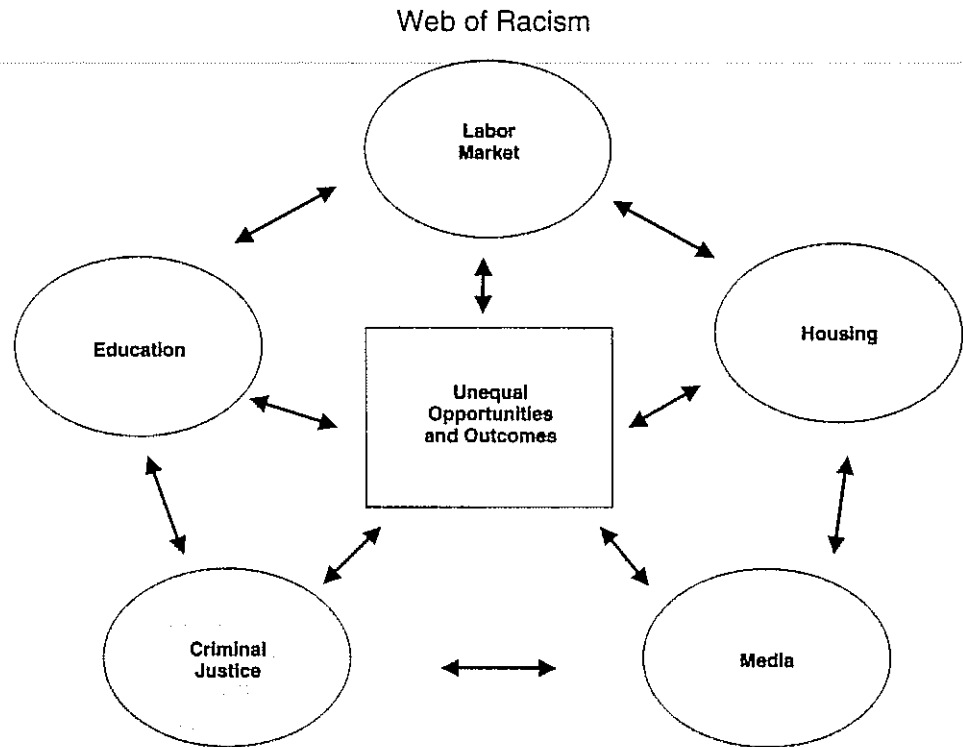 Web of Racism
Labor
Market
Education
Housing
Unequal
Opportunities
and Outcomes
Criminal
Justice
Media